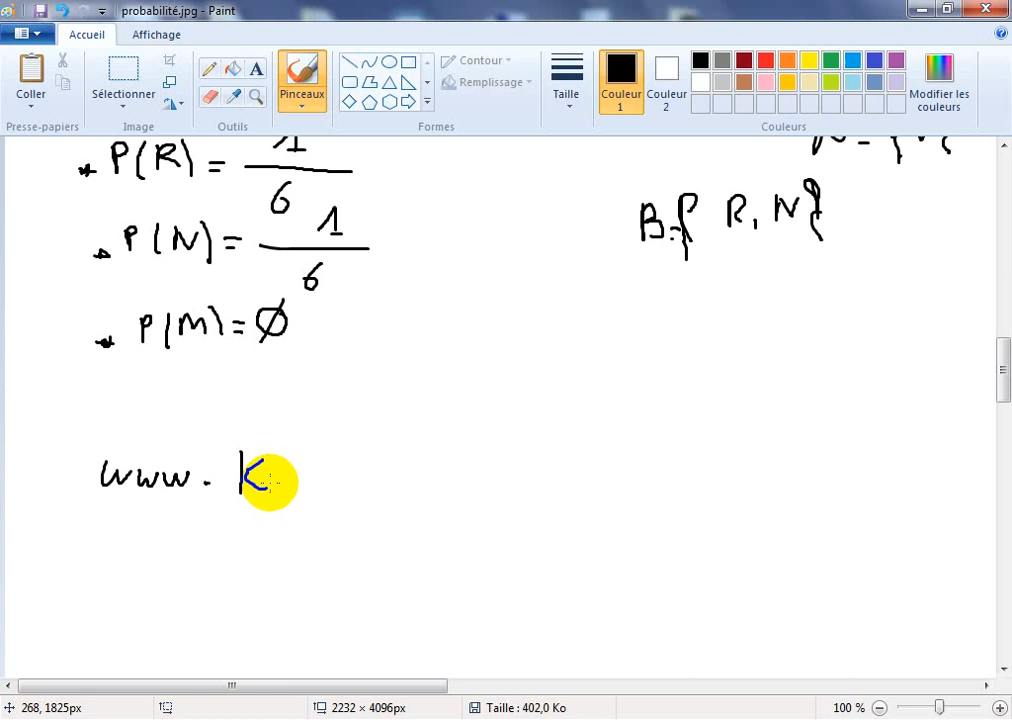 probabilité.jpg - Paint
Accueil
Affichage
Coller
Sélectionner
Pinceaux
Contour
Remplissage
Taille
Couleur 1
Couleur 2
Modifier les couleurs
Presse-papiers
Image
Outils
Formes
Couleurs
* P(R) = 1
6
* P(N) = 1
6
* P(M) = Ø
B={ R, N}
www. K
268, 1825px
2232 × 4096px
Taille : 402,0 Ko
100 %